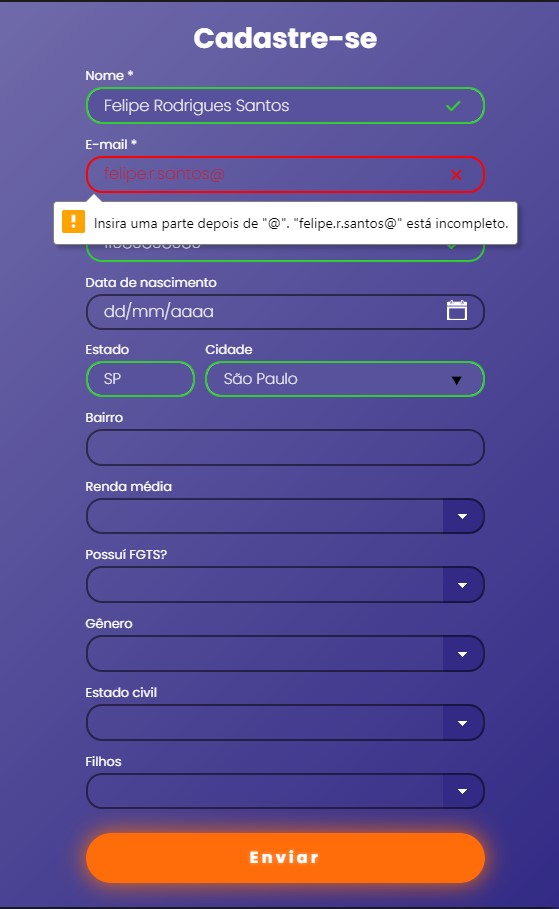 Cadastre-se
Nome *
Felipe Rodrigues Santos
E-mail *
felipe.r.santos@
Insira uma parte depois de "@". "felipe.r.santos@" está incompleto.
Data de nascimento
dd/mm/aaaa
Estado Cidade
SP São Paulo
Bairro
Renda média
Possuí FGTS?
Gênero
Estado civil
Filhos
Enviar